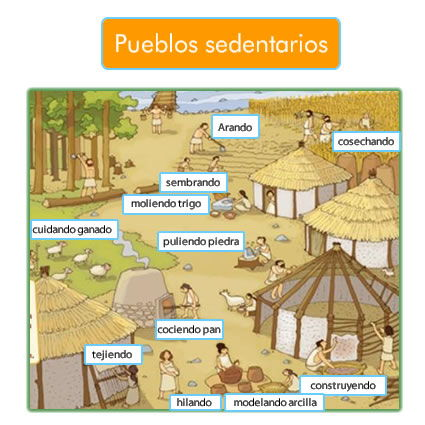 Pueblos sedentarios
Arando
cosechando
sembrando
moliendo trigo
cuidando ganado
puliendo piedra
cociendo pan
tejiendo
construyendo
hilando
modelando arcilla